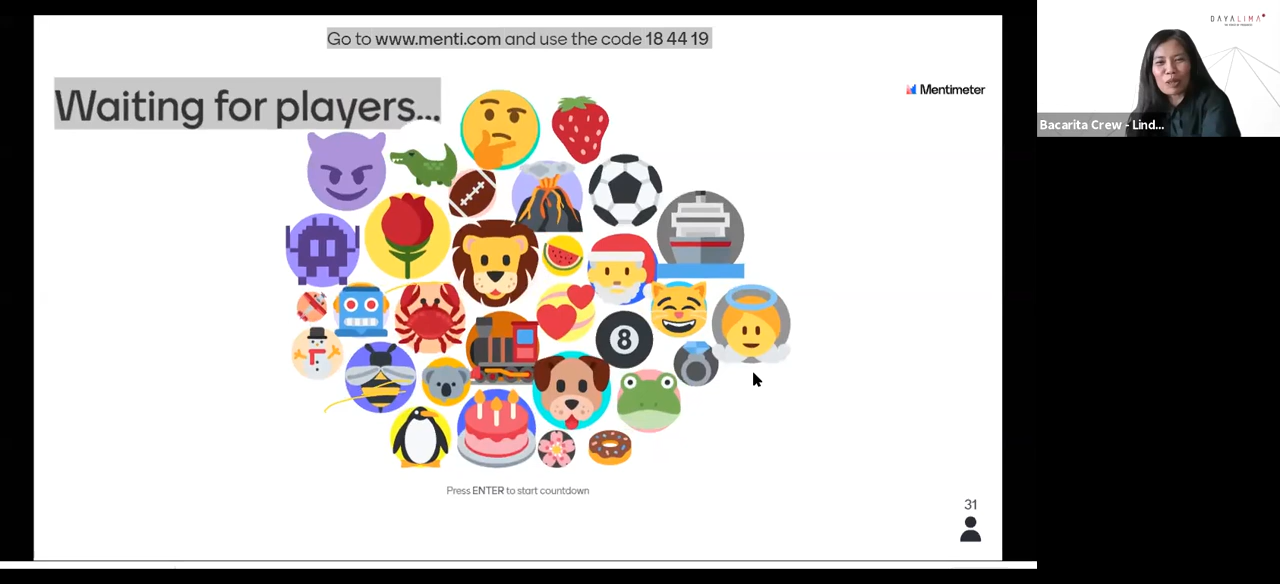 Go to www.menti.com and use the code 18 44 19
Waiting for players...
Mentimeter
8
Press ENTER to start countdown
31
DAYALIMA
Bacarita Crew - Lind...